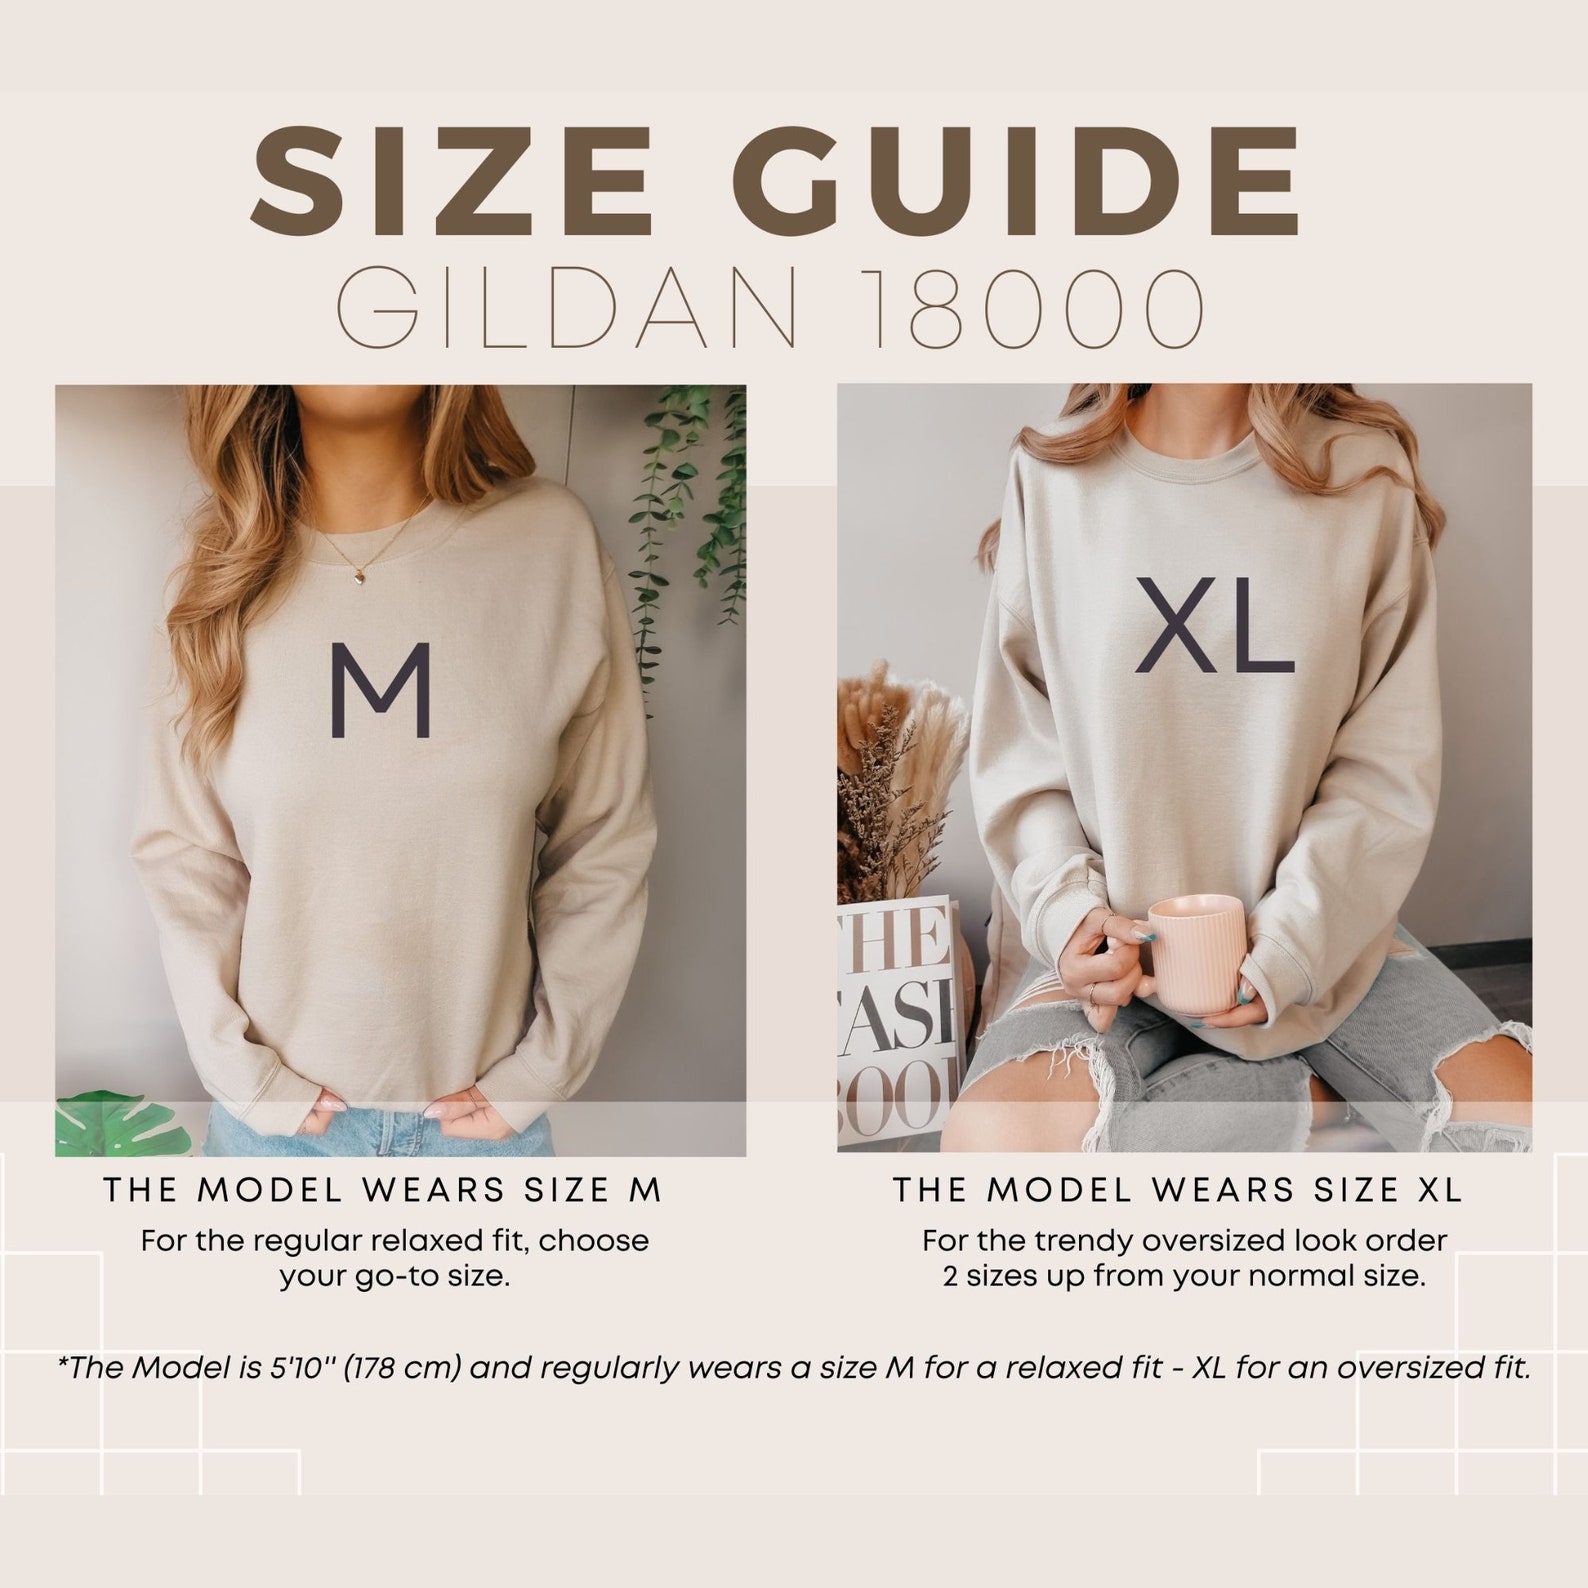 SIZE GUIDE
GILDAN 18000
M
XL
THE
BOOK
THE MODEL WEARS SIZE M
For the regular relaxed fit, choose
your go-to size.
THE MODEL WEARS SIZE XL
For the trendy oversized look order
2 sizes up from your normal size.
*The Model is 5'10'' (178 cm) and regularly wears a size M for a relaxed fit - XL for an oversized fit.